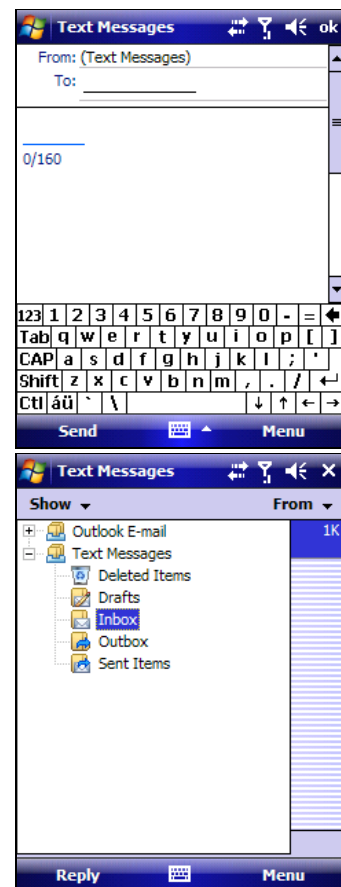 Text Messages ok
From: (Text Messages)
To:
0/160
123 1 2 3 4 5 6 7 8 9 0 - =
Tab q w e r t y u i o p [ ]
CAP a s d f g h j k l ; '
Shift z x c v b n m , . /
Ctl áü ` \
Send Menu
Text Messages
Show From
Outlook E-mail 1K
Text Messages
Deleted Items
Drafts
Inbox
Outbox
Sent Items
Reply Menu